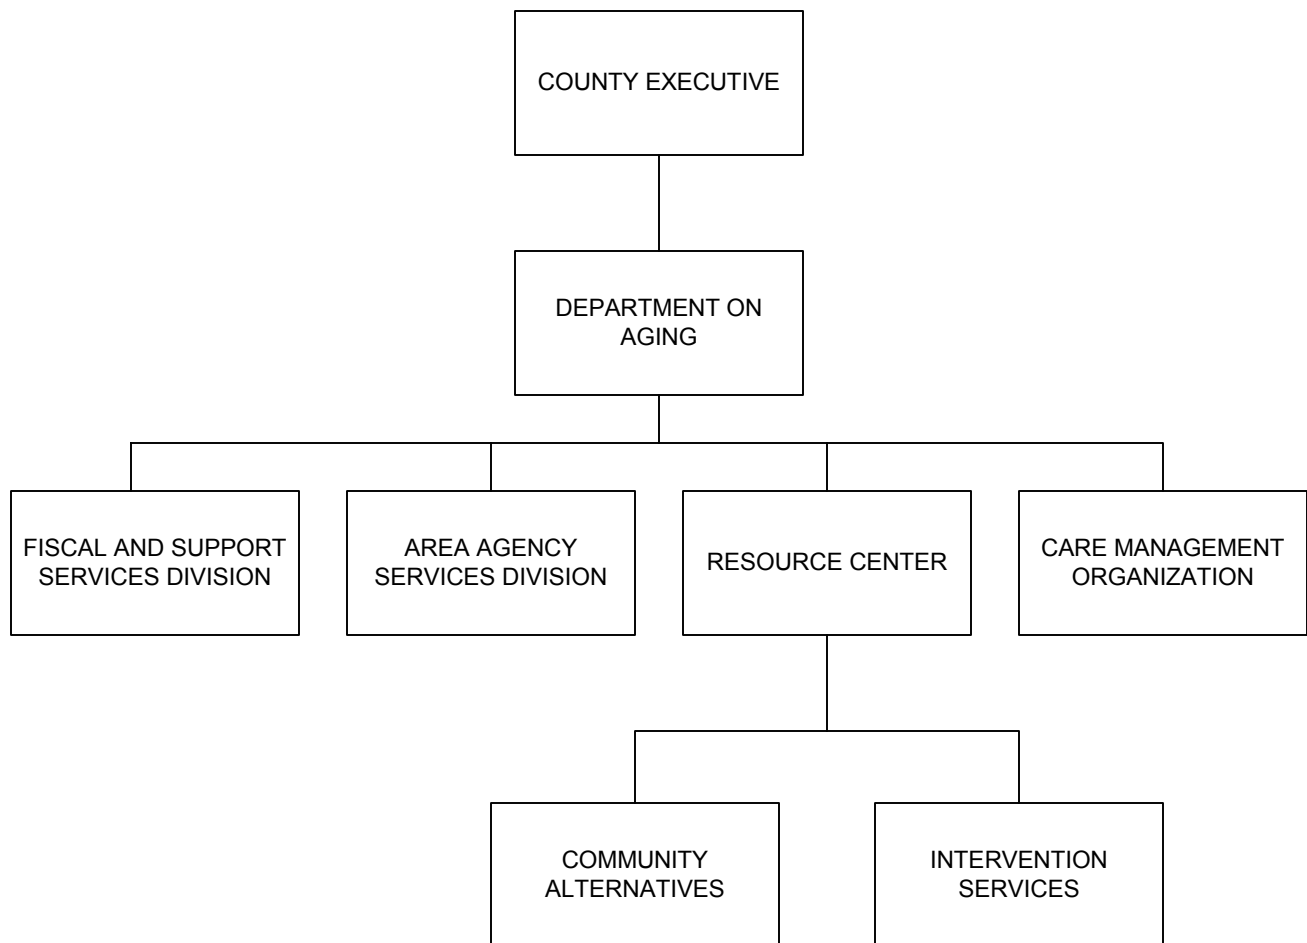 COUNTY EXECUTIVE
DEPARTMENT ON
AGING
FISCAL AND SUPPORT
SERVICES DIVISION
AREA AGENCY
SERVICES DIVISION
RESOURCE CENTER
CARE MANAGEMENT
ORGANIZATION
COMMUNITY
ALTERNATIVES
INTERVENTION
SERVICES